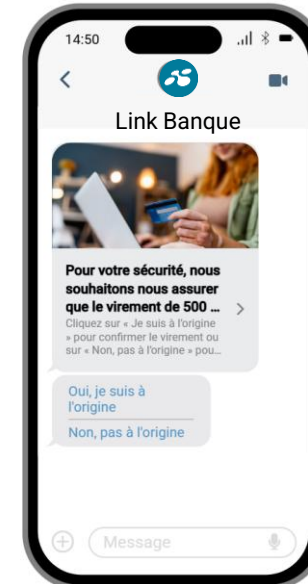 14:50
Link Banque
Pour votre sécurité, nous
souhaitons nous assurer
que le virement de 500 ...
Cliquez sur « Je suis à l'origine
» pour confirmer le virement ou
sur « Non, pas à l'origine » pou...
Oui, je suis à
l'origine
Non, pas à l'origine
Message